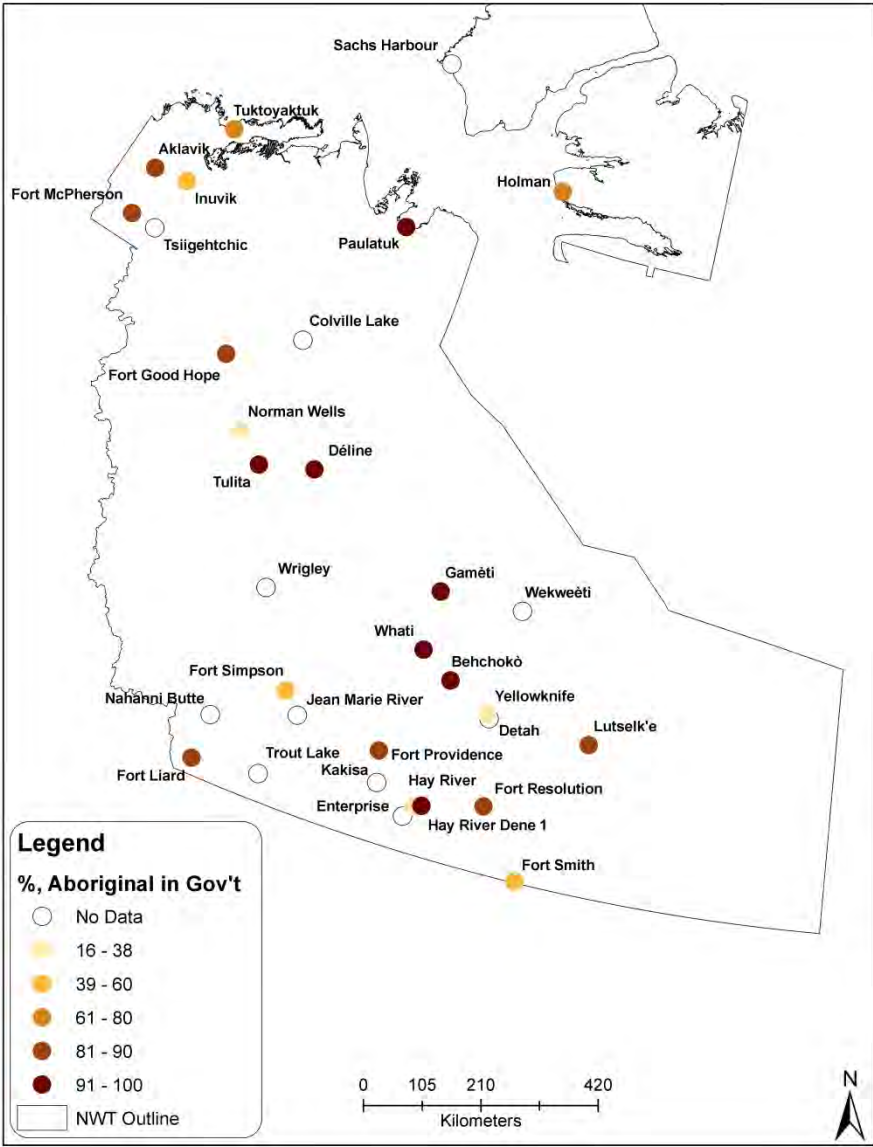 Sachs Harbour
Tuktoyaktuk
Aklavik
Holman
Fort McPherson
Inuvik
Tsiigehtchic
Paulatuk
Colville Lake
Fort Good Hope
Norman Wells
Déline
Tulita
Wrigley
Gamèti
Wekweèti
Whati
Behchokò
Fort Simpson
Nahanni Butte
Jean Marie River
Yellowknife
Detah
Lutselk'e
Fort Providence
Trout Lake
Kakisa
Fort Liard
Hay River
Fort Resolution
Enterprise
Hay River Dene 1
Fort Smith
Legend
%, Aboriginal in Gov't
No Data
16 - 38
39 - 60
61 - 80
81 - 90
91 - 100
NWT Outline
0 105 210 420
Kilometers
N